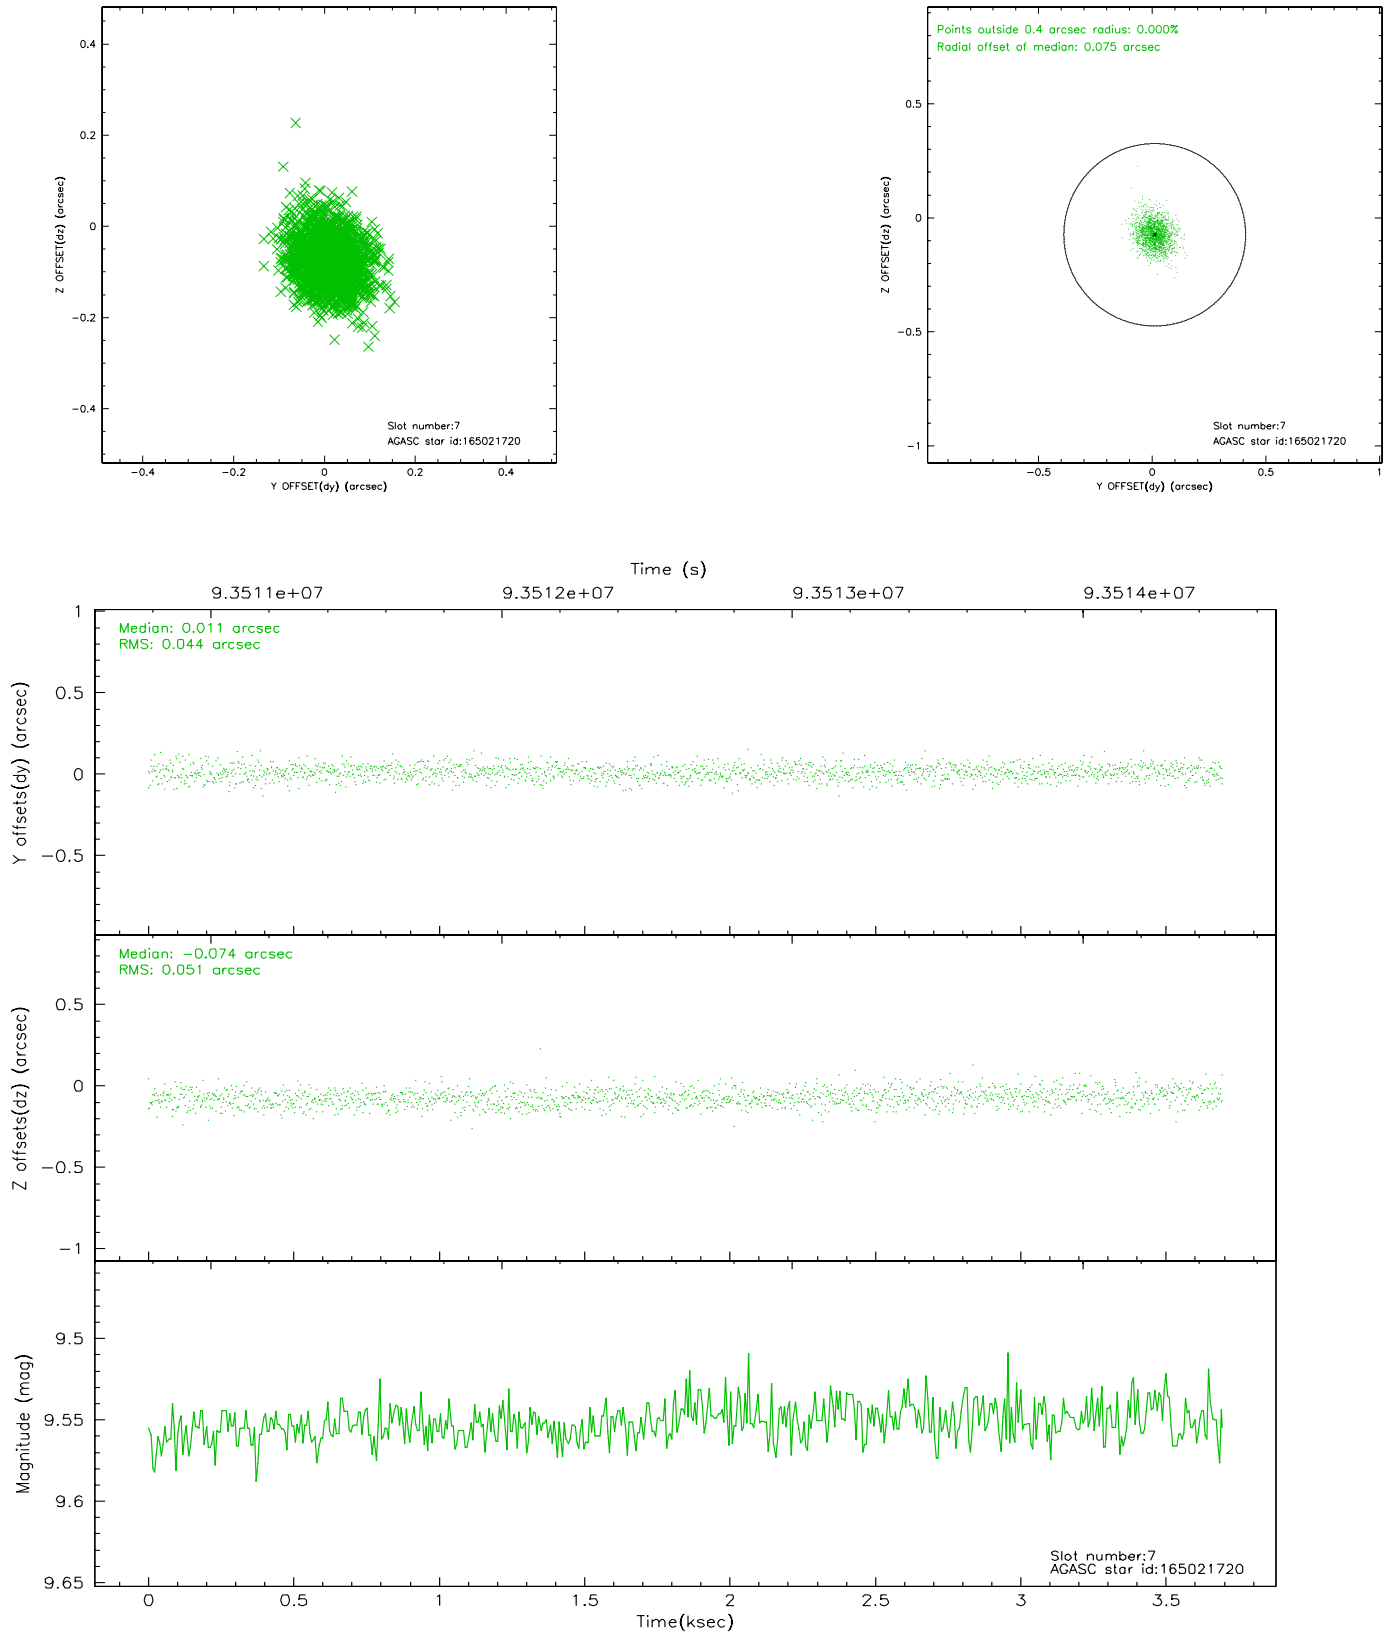 0.4
0.2
0
-0.2
-0.4
Z OFFSET(dz) (arcsec)
Slot number:7
AGASC star id:165021720
-0.4 -0.2 0 0.2 0.4
Y OFFSET(dy) (arcsec)
Points outside 0.4 arcsec radius: 0.000%
Radial offset of median: 0.075 arcsec
0.5
0
-0.5
-1
Z OFFSET(dz) (arcsec)
Slot number:7
AGASC star id:165021720
-0.5 0 0.5 1
Y OFFSET(dy) (arcsec)
Time (s)
9.3511e+07 9.3512e+07 9.3513e+07 9.3514e+07
Median: 0.011 arcsec
RMS: 0.044 arcsec
1
0.5
0
-0.5
Y offsets(dy) (arcsec)
Median: -0.074 arcsec
RMS: 0.051 arcsec
0.5
0
-0.5
-1
Z offsets(dz) (arcsec)
9.5
9.55
9.6
9.65
Magnitude (mag)
Slot number:7
AGASC star id:165021720
0 0.5 1 1.5 2 2.5 3 3.5
Time(ksec)